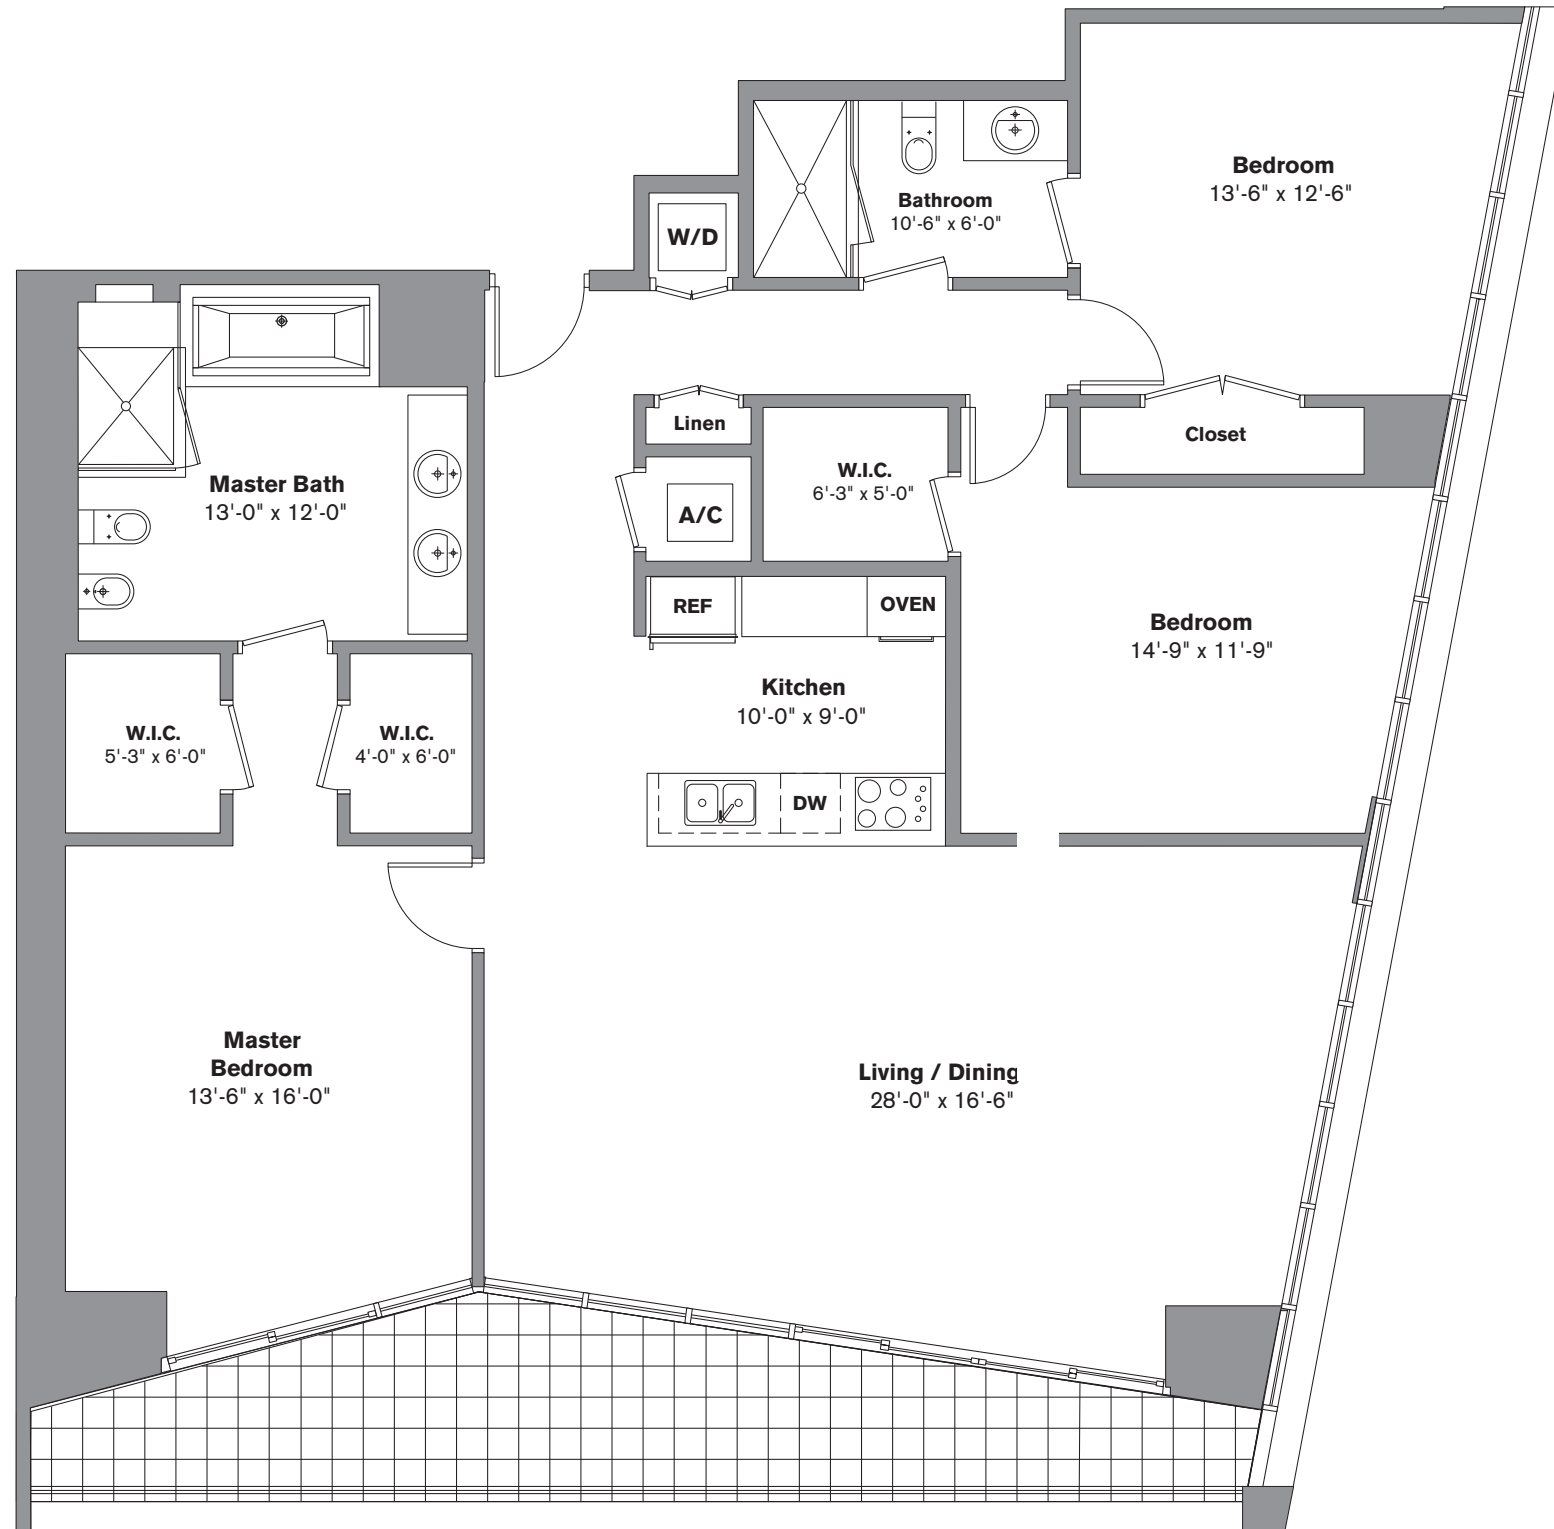 Bedroom
13'-6" x 12'-6"
Bathroom
10'-6" x 6'-0"
W/D
Linen
Closet
W.I.C.
6'-3" x 5'-0"
Master Bath
13'-0" x 12'-0"
A/C
REF
OVEN
Bedroom
14'-9" x 11'-9"
Kitchen
10'-0" x 9'-0"
W.I.C.
5'-3" x 6'-0"
W.I.C.
4'-0" x 6'-0"
DW
Master
Bedroom
13'-6" x 16'-0"
Living / Dining
28'-0" x 16'-6"